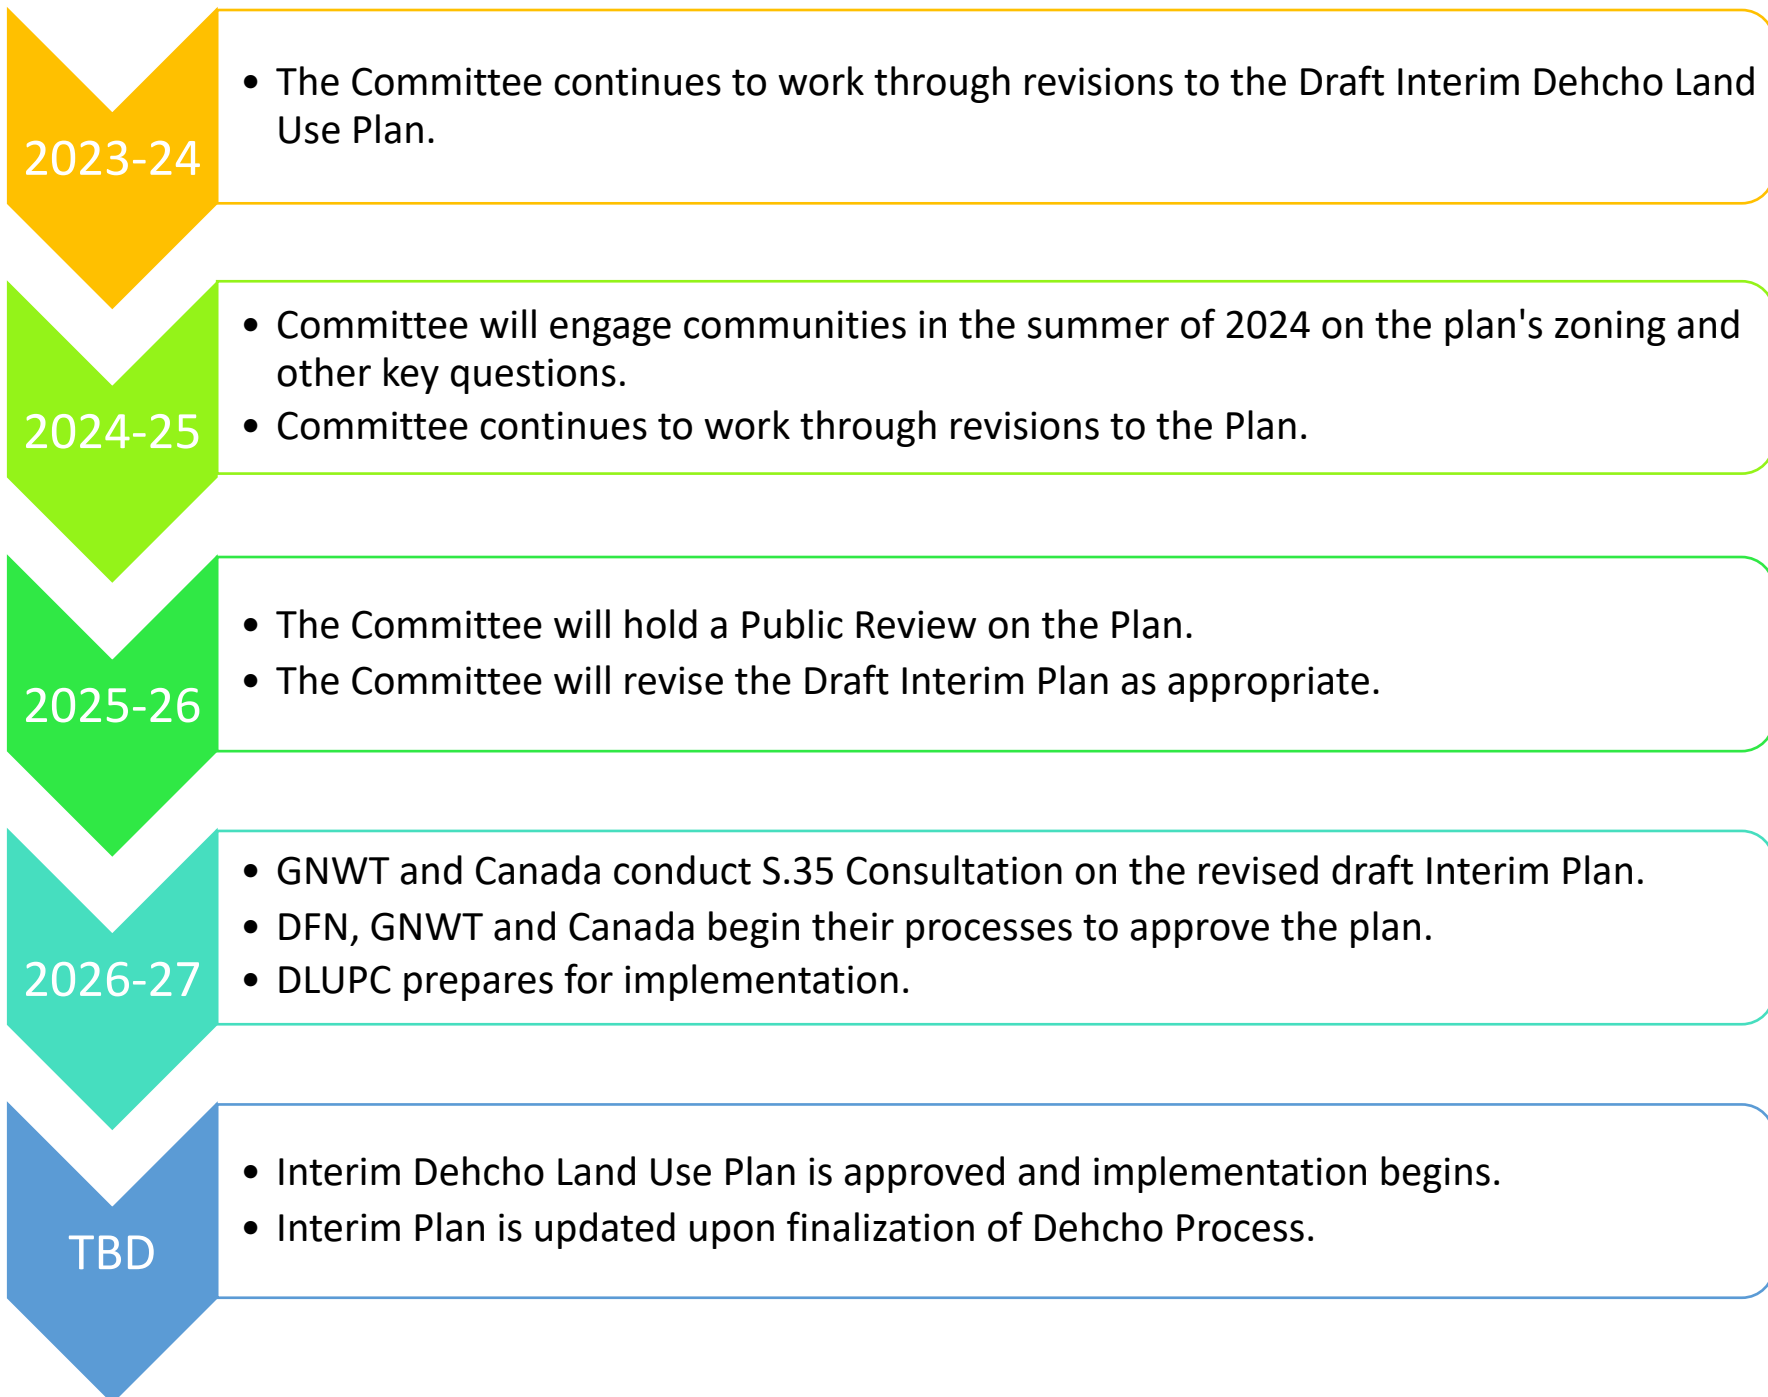 2023-24
• The Committee continues to work through revisions to the Draft Interim Dehcho Land
Use Plan.
2024-25
• Committee will engage communities in the summer of 2024 on the plan's zoning and
other key questions.
• Committee continues to work through revisions to the Plan.
2025-26
• The Committee will hold a Public Review on the Plan.
• The Committee will revise the Draft Interim Plan as appropriate.
2026-27
• GNWT and Canada conduct S.35 Consultation on the revised draft Interim Plan.
• DFN, GNWT and Canada begin their processes to approve the plan.
• DLUPC prepares for implementation.
TBD
• Interim Dehcho Land Use Plan is approved and implementation begins.
• Interim Plan is updated upon finalization of Dehcho Process.